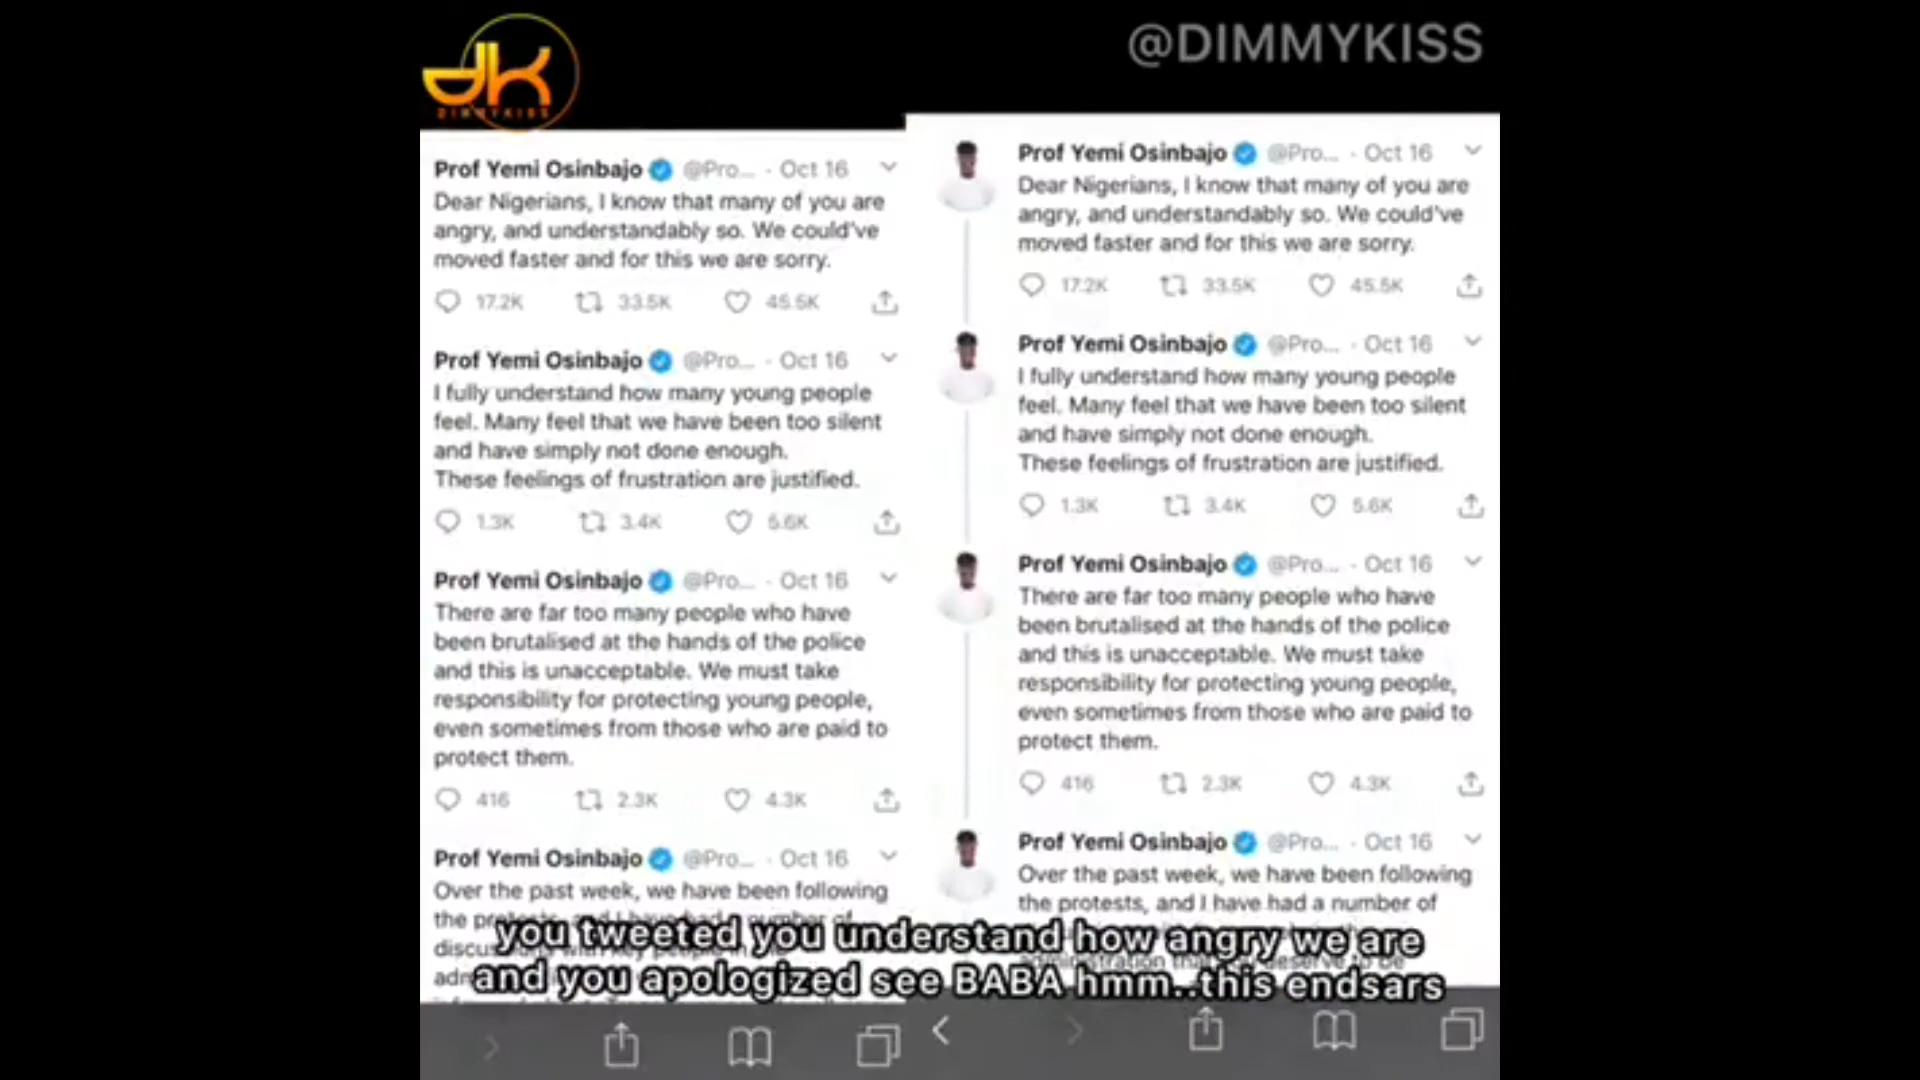 DK
DIMMYKISS
@DIMMYKISS
Prof Yemi Osinbajo @Pro... · Oct 16
Dear Nigerians, I know that many of you are
angry, and understandably so. We could've
moved faster and for this we are sorry.
17.2K 33.5K 45.5K
Prof Yemi Osinbajo @Pro... · Oct 16
I fully understand how many young people
feel. Many feel that we have been too silent
and have simply not done enough.
These feelings of frustration are justified.
1.3K 3.4K 5.6K
Prof Yemi Osinbajo @Pro... · Oct 16
There are far too many people who have
been brutalised at the hands of the police
and this is unacceptable. We must take
responsibility for protecting young people,
even sometimes from those who are paid to
protect them.
416 2.3K 4.3K
Prof Yemi Osinbajo @Pro... · Oct 16
Over the past week, we have been following
the protests, and I have had a number of
Prof Yemi Osinbajo @Pro... · Oct 16
Dear Nigerians, I know that many of you are
angry, and understandably so. We could've
moved faster and for this we are sorry.
17.2K 33.5K 45.5K
Prof Yemi Osinbajo @Pro... · Oct 16
I fully understand how many young people
feel. Many feel that we have been too silent
and have simply not done enough.
These feelings of frustration are justified.
1.3K 3.4K 5.6K
Prof Yemi Osinbajo @Pro... · Oct 16
There are far too many people who have
been brutalised at the hands of the police
and this is unacceptable. We must take
responsibility for protecting young people,
even sometimes from those who are paid to
protect them.
416 2.3K 4.3K
Prof Yemi Osinbajo @Pro... · Oct 16
Over the past week, we have been following
the protests, and I have had a number of
you tweeted you understand how angry we are
and you apologized see BABA hmm..this endsars